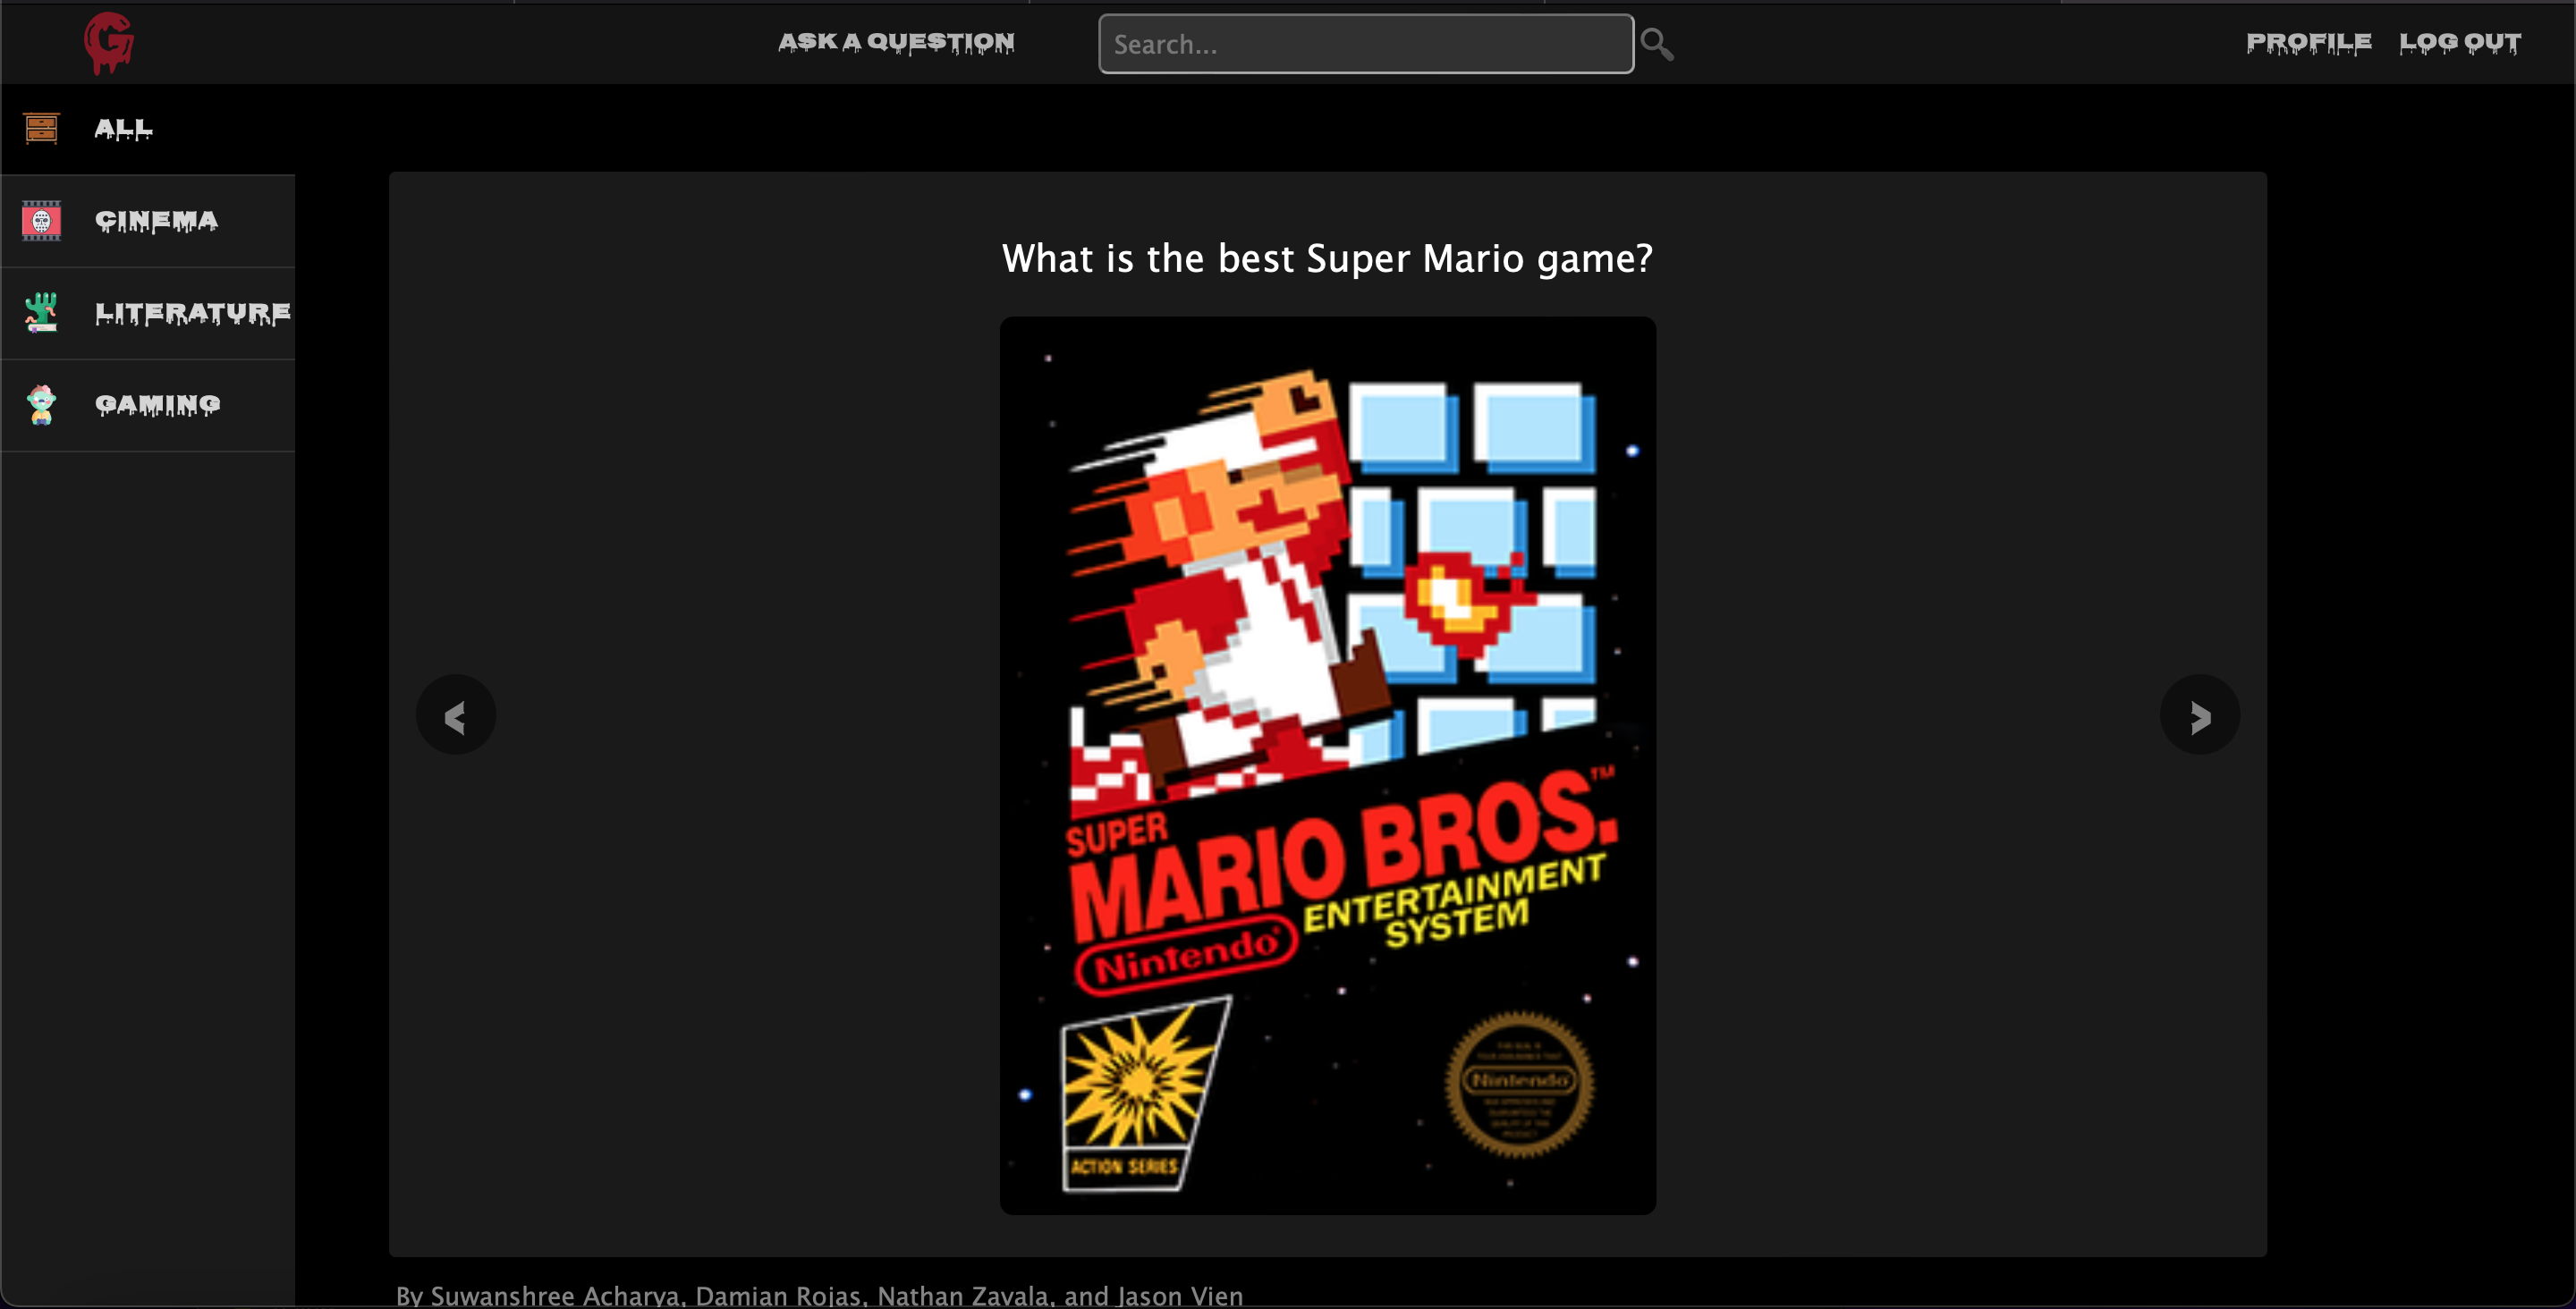 G
ASK A QUESTION
Search...
PROFILE
LOG OUT
ALL
CINEMA
LITERATURE
GAMING
What is the best Super Mario game?
SUPER
MARIO BROS.™
Nintendo®
ENTERTAINMENT
SYSTEM
ACTION SERIES
Nintendo
<
>
By Suwanshree Acharya, Damian Rojas, Nathan Zavala, and Jason Vien